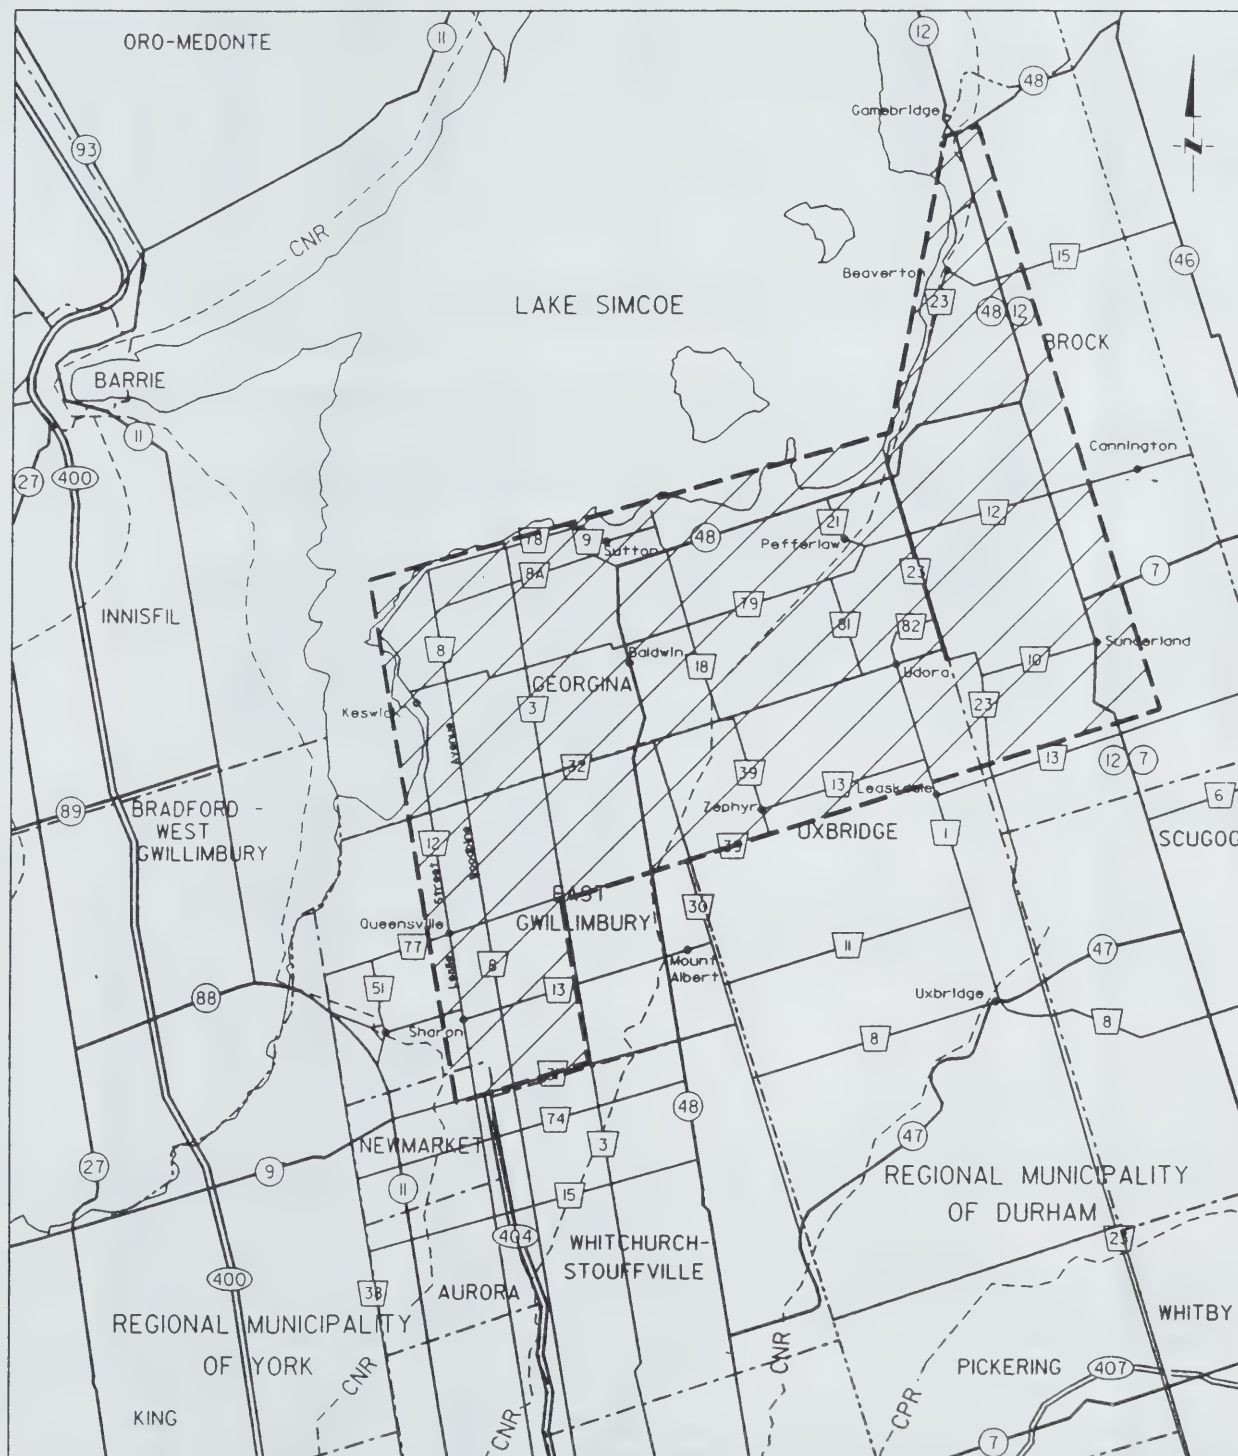 ORO-MEDONTE
11
12
48
Gamebridge
93
N
CNR
15
46
Beaverton
23
48
12
LAKE SIMCOE
BROCK
BARRIE
11
27
400
Cannington
12
78
9
Sutton
48
21
Pefferlaw
8A
23
7
INNISFIL
79
81
82
8
Baldwin
18
Udora
10
Sunderland
GEORGINA
Keswick
3
23
AVENUE
32
39
13
13
12
7
89
BRADFORD -
WEST
GWILLIMBURY
Leaskdale
6
Zephyr
UXBRIDGE
1
SCUGOG
12
39
STREET
EAST
GWILLIMBURY
30
Queensville
77
11
47
Mount
Albert
8
51
13
88
Uxbridge
Sharon
8
8
31
74
48
NEWMARKET
3
47
27
9
11
15
REGIONAL MUNICIPALITY
OF DURHAM
404
23
WHITCHURCH-
STOUFFVILLE
400
38
AURORA
REGIONAL MUNICIPALITY
OF YORK
WHITBY
CNR
CNR
PICKERING
407
KING
CNR
CPR
7